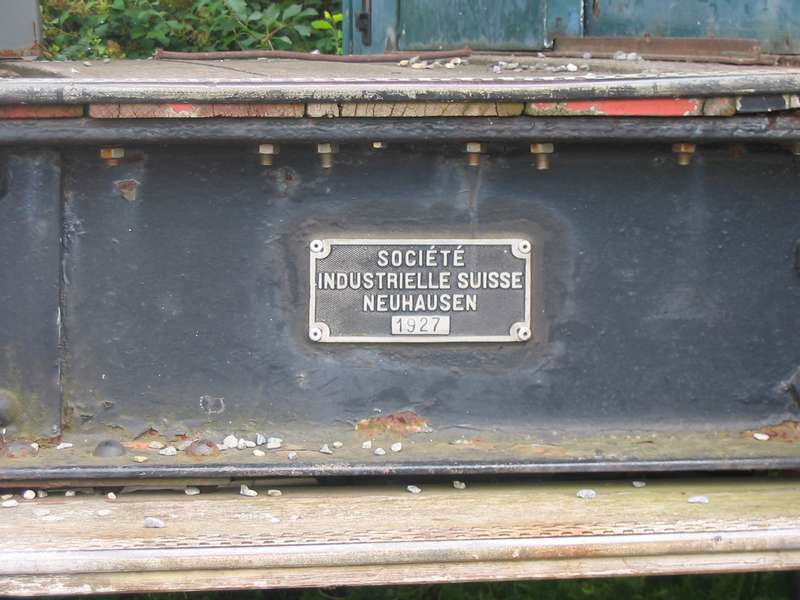 SOCIÉTÉ
INDUSTRIELLE SUISSE
NEUHAUSEN
1927